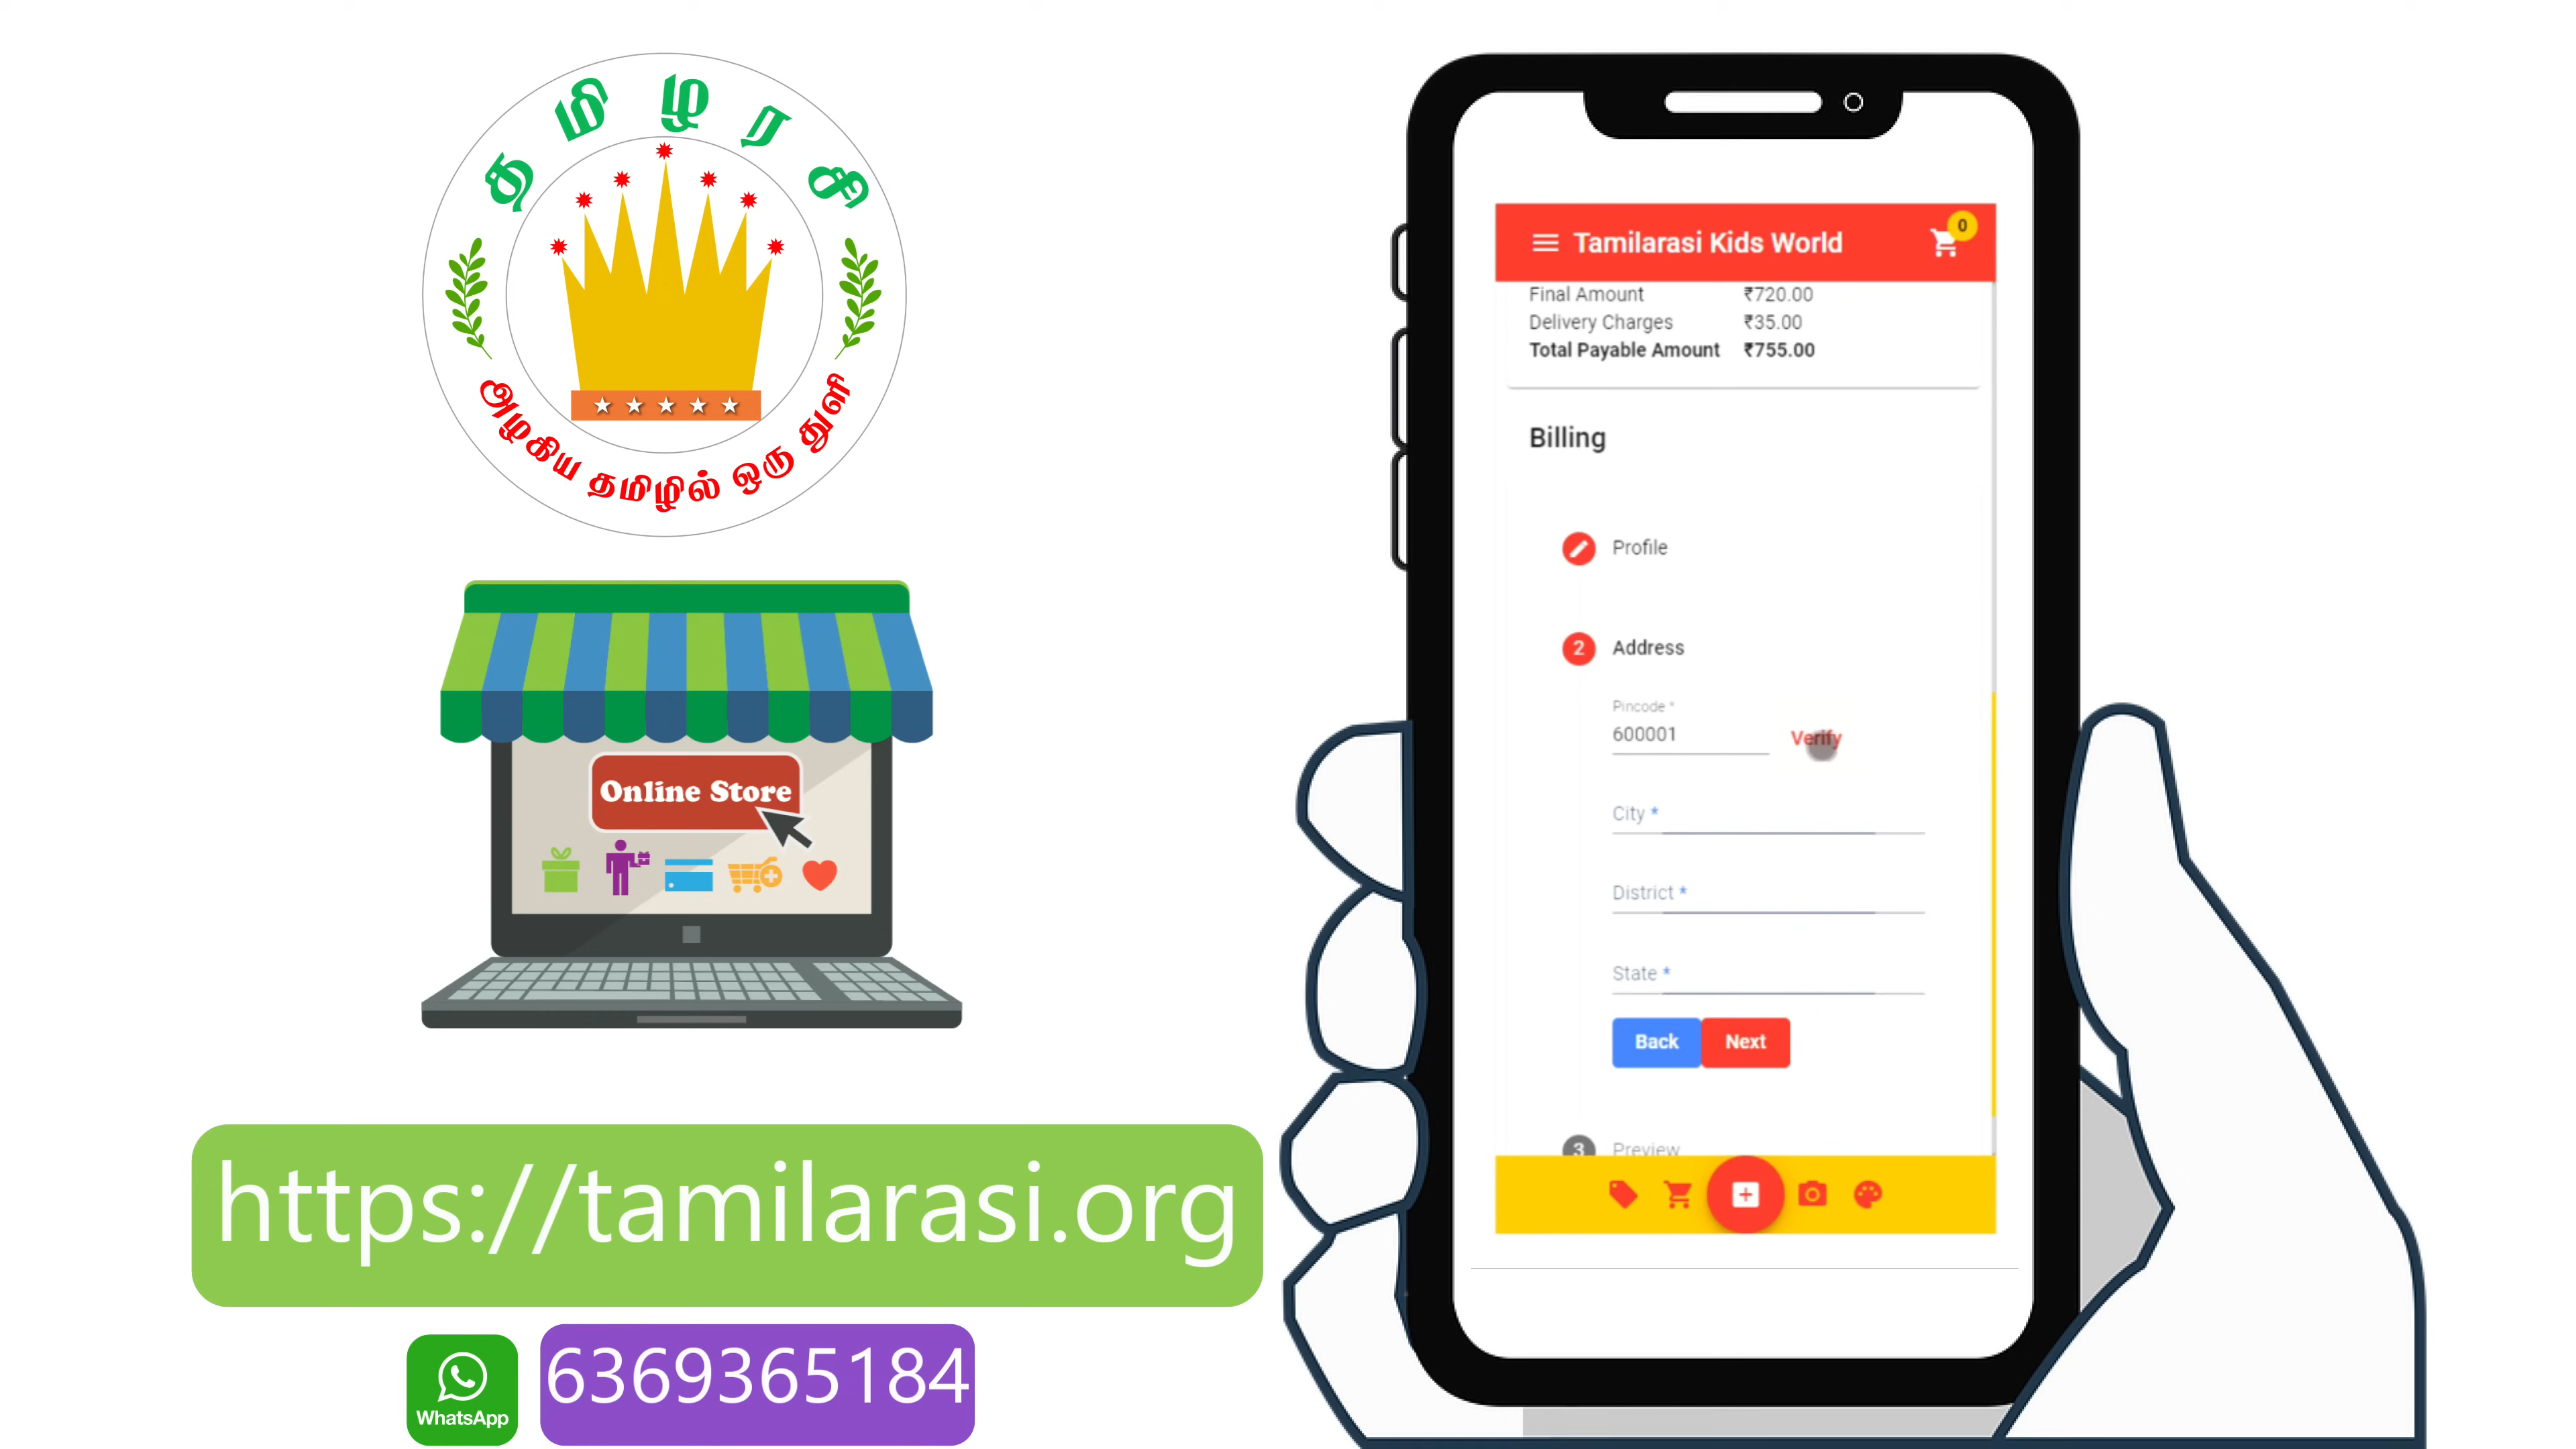 தமிழரசி
அழகிய தமிழில் ஒரு துளி
Online Store
https://tamilarasi.org
WhatsApp
6369365184
Tamilarasi Kids World
0
Final Amount ₹720.00
Delivery Charges ₹35.00
Total Payable Amount ₹755.00
Billing
Profile
2 Address
Pincode *
600001 Verify
City *
District *
State *
Back Next
3 Preview